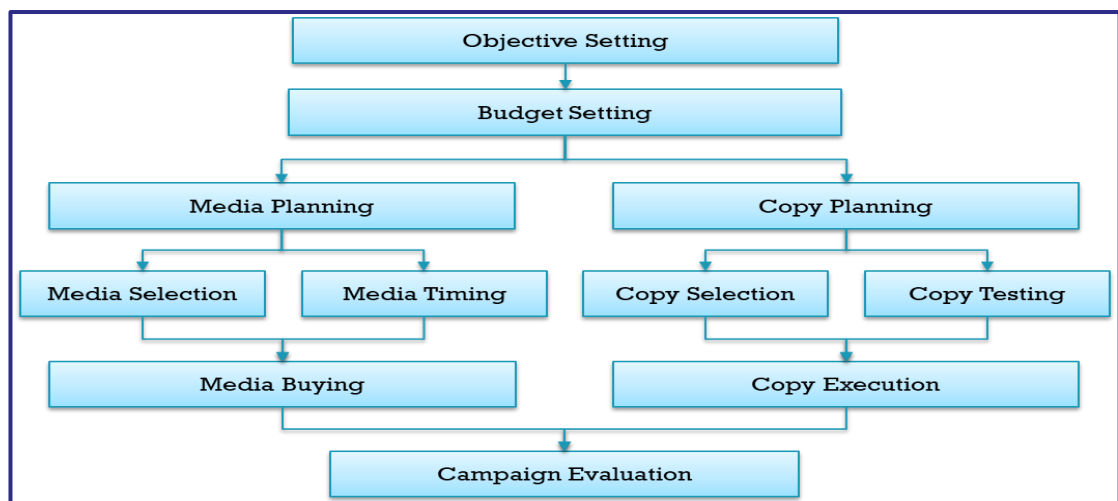 Objective Setting
Budget Setting
Media Planning
Copy Planning
Media Selection
Media Timing
Copy Selection
Copy Testing
Media Buying
Copy Execution
Campaign Evaluation